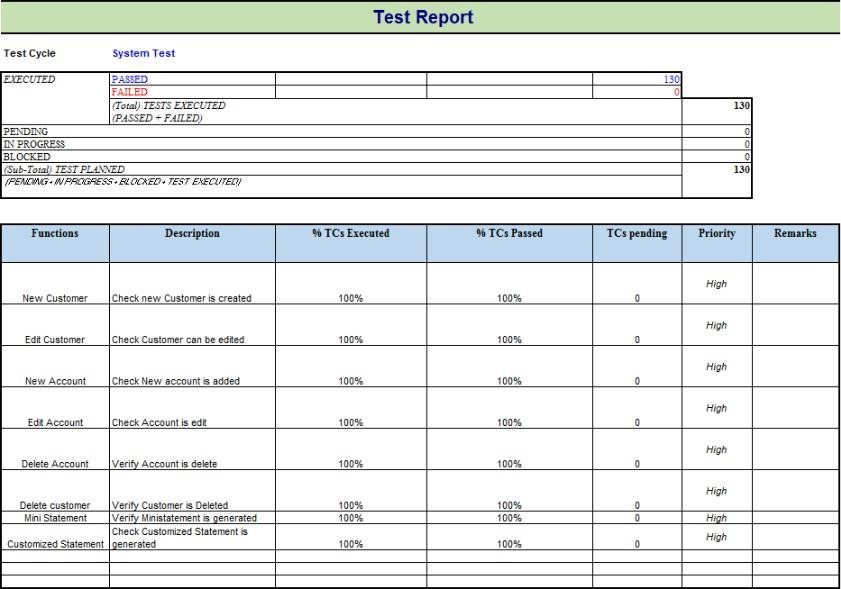 Test Report
Test Cycle System Test
EXECUTED PASSED 130
FAILED 0
(Total) TESTS EXECUTED 130
(PASSED + FAILED)
PENDING 0
IN PROGRESS 0
BLOCKED 0
(Sub-Total) TEST PLANNED 130
(PENDING + IN PROGRESS + BLOCKED + TEST EXECUTED)
Functions Description % TCs Executed % TCs Passed TCs pending Priority Remarks
High
New Customer Check new Customer is created 100% 100% 0
High
Edit Customer Check Customer can be edited 100% 100% 0
High
New Account Check New account is added 100% 100% 0
High
Edit Account Check Account is edit 100% 100% 0
High
Delete Account Verify Account is delete 100% 100% 0
High
Delete customer Verify Customer is Deleted 100% 100% 0
Mini Statement Verify Ministatement is generated 100% 100% 0 High
Check Customized Statement is
High
Customized Statement generated 100% 100% 0